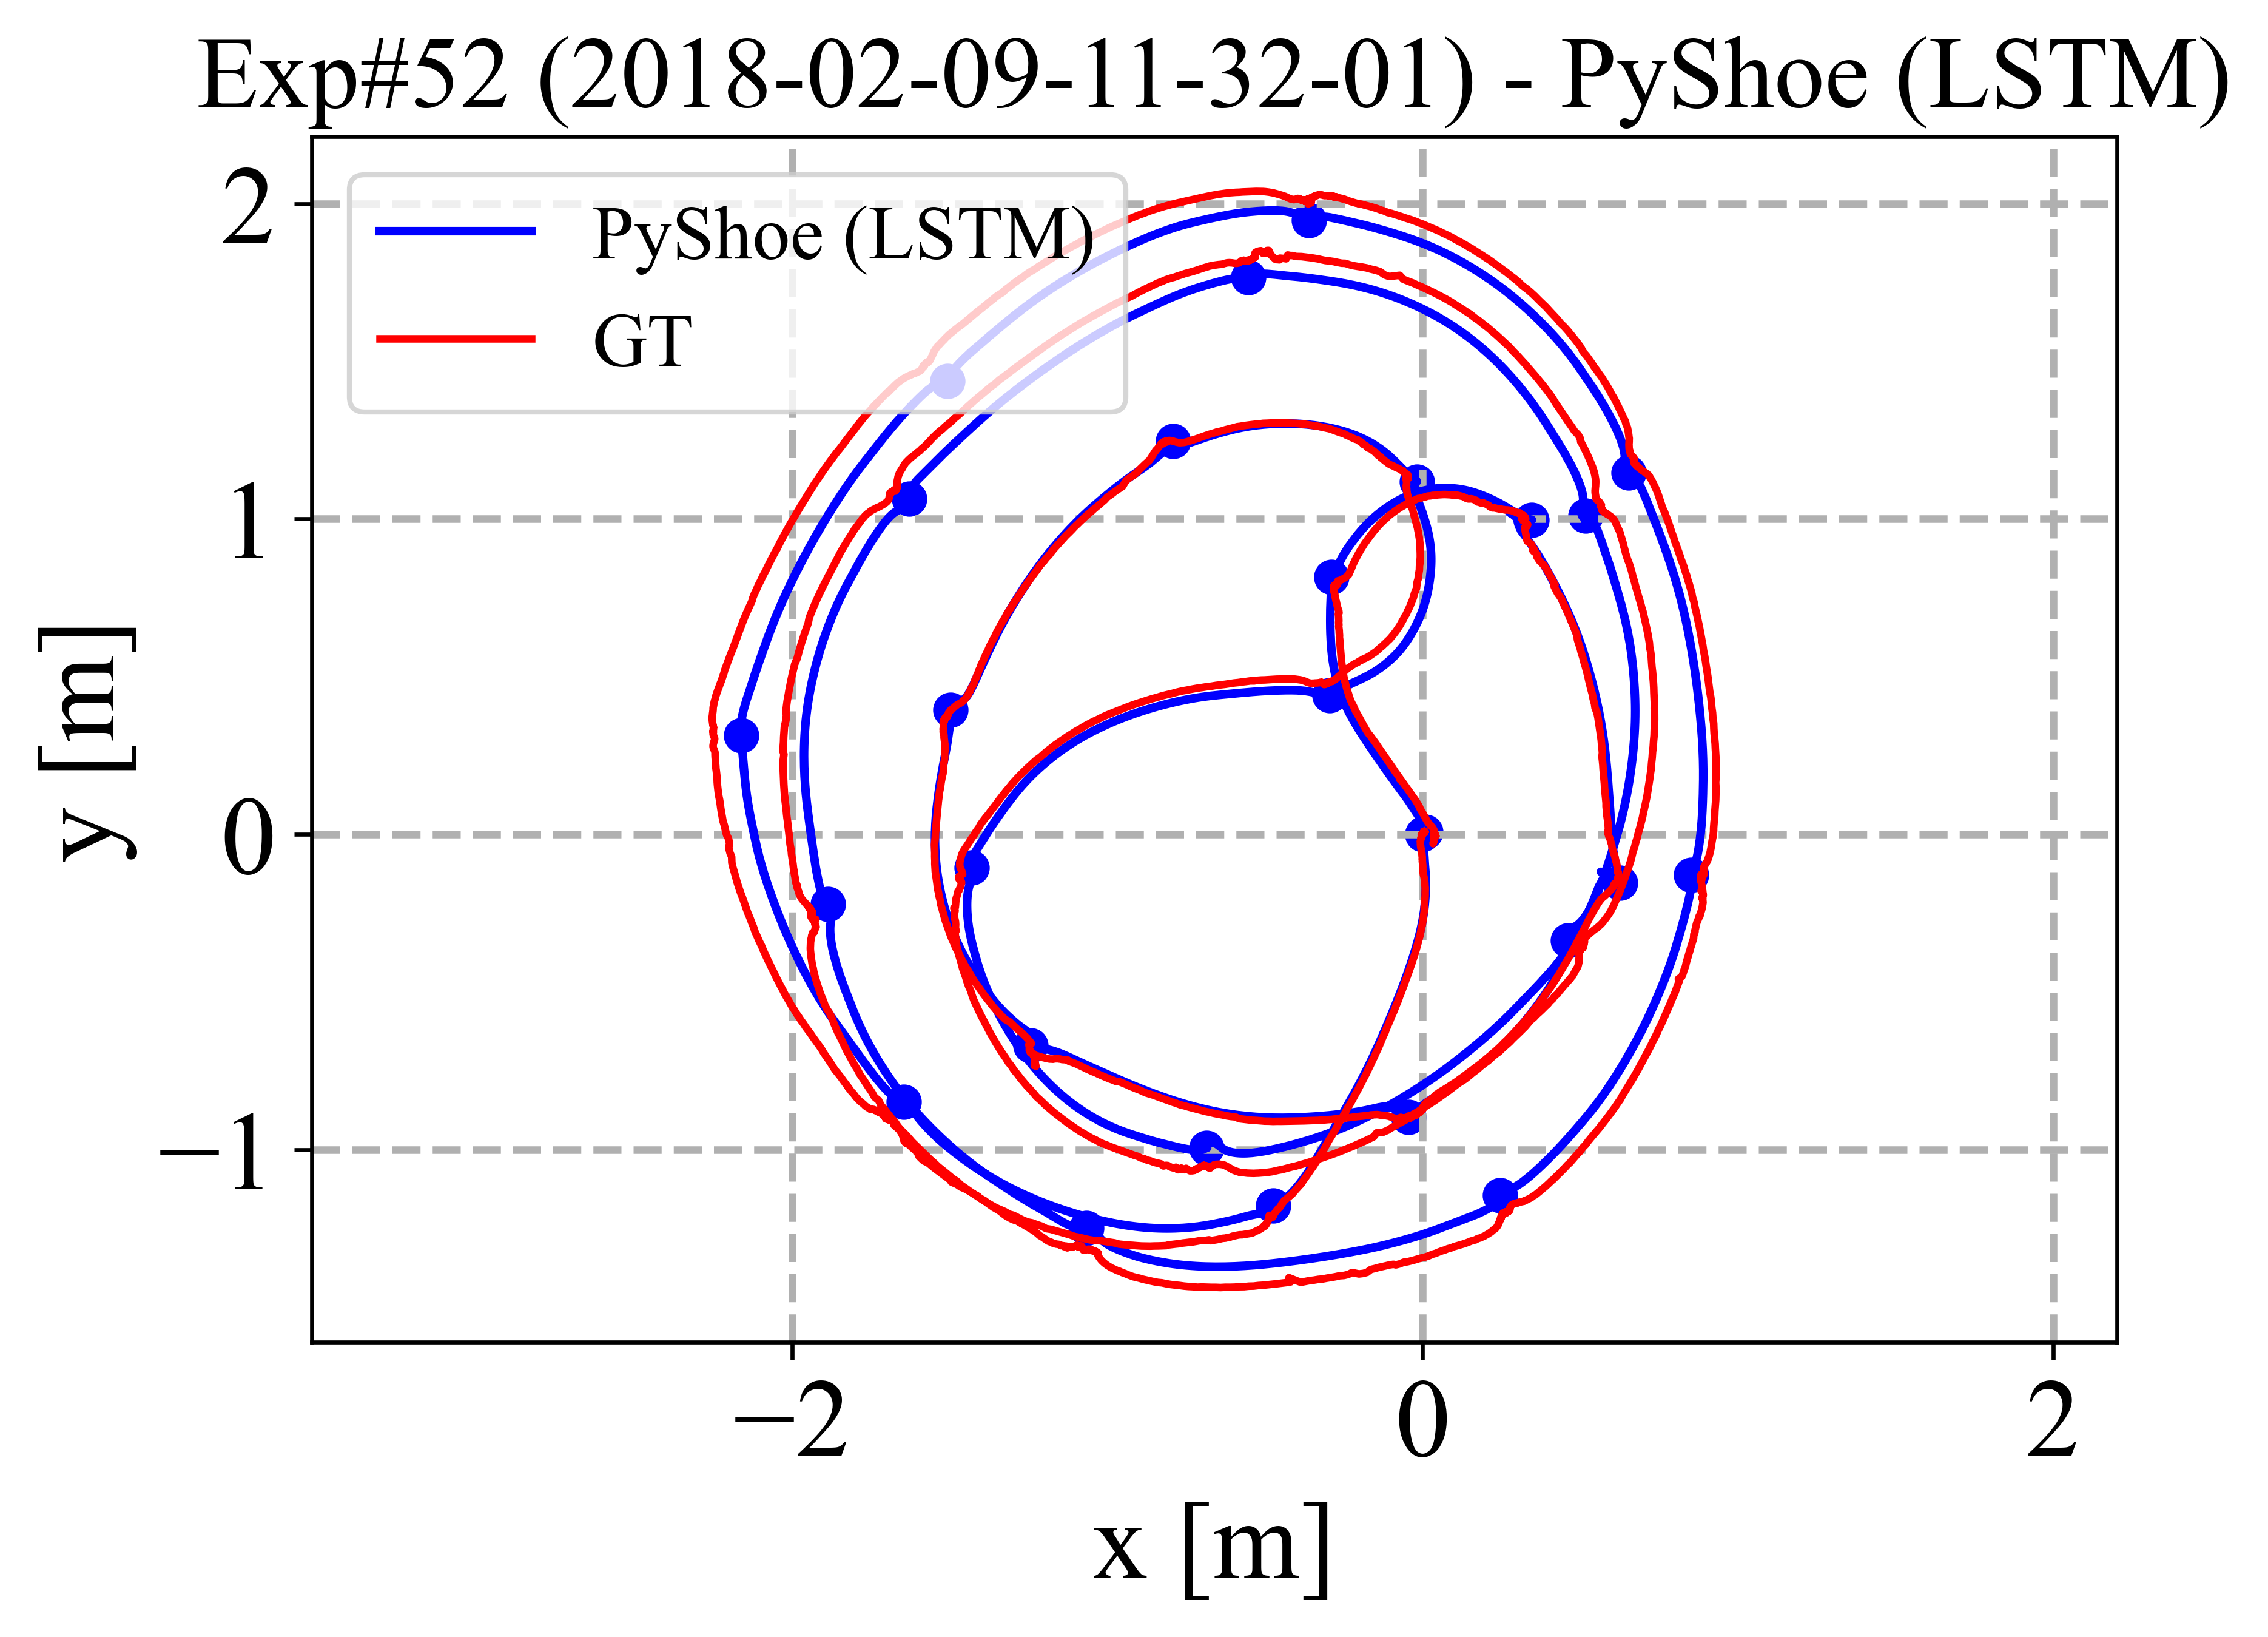 Exp#52 (2018-02-09-11-32-01) - PyShoe (LSTM)
PyShoe (LSTM)
GT
2
1
0
−1
y [m]
−2
0
2
x [m]